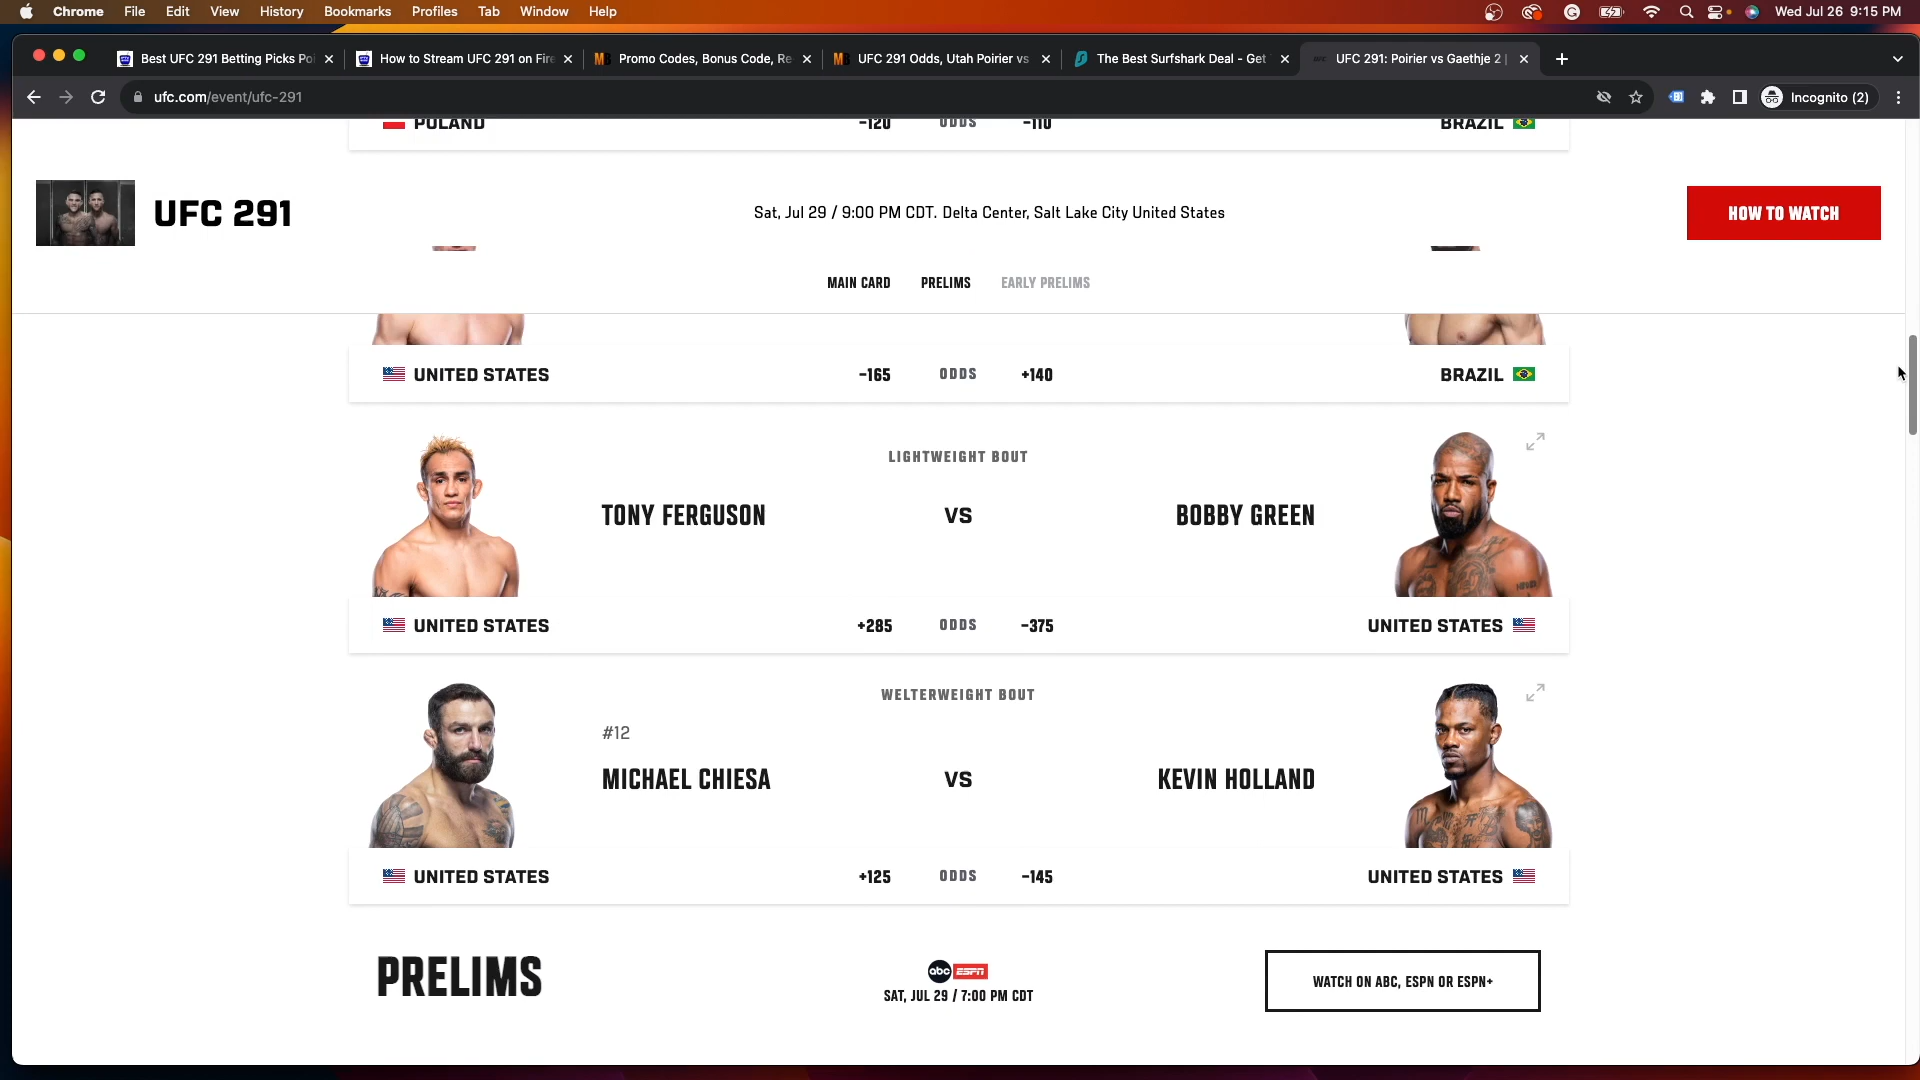 Chrome File Edit View History Bookmarks Profiles Tab Window Help Wed Jul 26 9:15 PM
Best UFC 291 Betting Picks Poi How to Stream UFC 291 on Fire Promo Codes, Bonus Code, Re UFC 291 Odds, Utah Poirier vs The Best Surfshark Deal - Get UFC 291: Poirier vs Gaethje 2 |
ufc.com/event/ufc-291 Incognito (2)
POLAND -120 ODDS -110 BRAZIL
UFC 291 Sat, Jul 29 / 9:00 PM CDT. Delta Center, Salt Lake City United States HOW TO WATCH
MAIN CARD PRELIMS EARLY PRELIMS
UNITED STATES -165 ODDS +140 BRAZIL
LIGHTWEIGHT BOUT
TONY FERGUSON VS BOBBY GREEN
UNITED STATES +285 ODDS -375 UNITED STATES
WELTERWEIGHT BOUT
#12
MICHAEL CHIESA VS KEVIN HOLLAND
UNITED STATES +125 ODDS -145 UNITED STATES
PRELIMS
abc ESPN
SAT, JUL 29 / 7:00 PM CDT
WATCH ON ABC, ESPN OR ESPN+